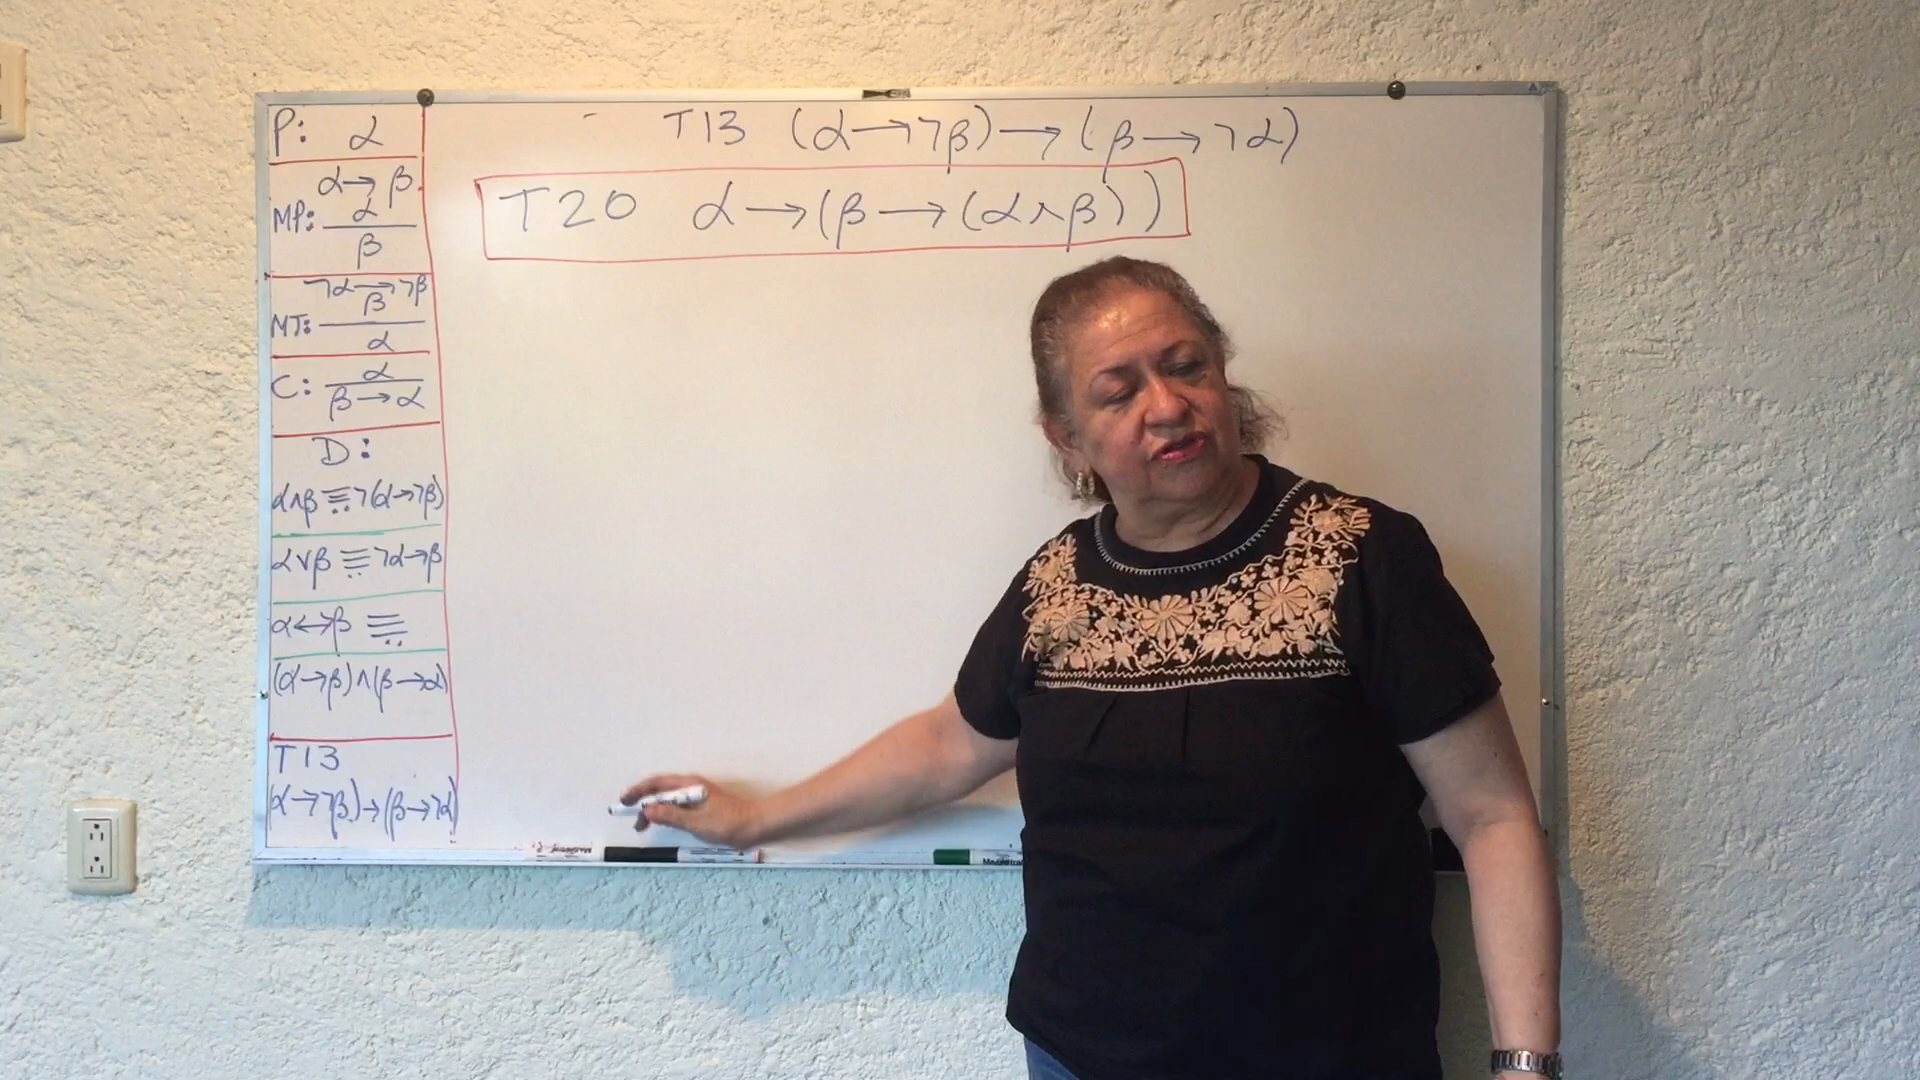 P: α
α→β
MP: α
β
¬α→¬β
β
MT:
α
C: α
β→α
D:
α∧β ≡ ¬(α→¬β)
α∨β ≡ ¬α→β
α↔β ≡
(α→β)∧(β→α)
T13
(α→¬β)→(β→¬α)
T13 (α→¬β)→(β→¬α)
T20 α→(β→(α∧β))